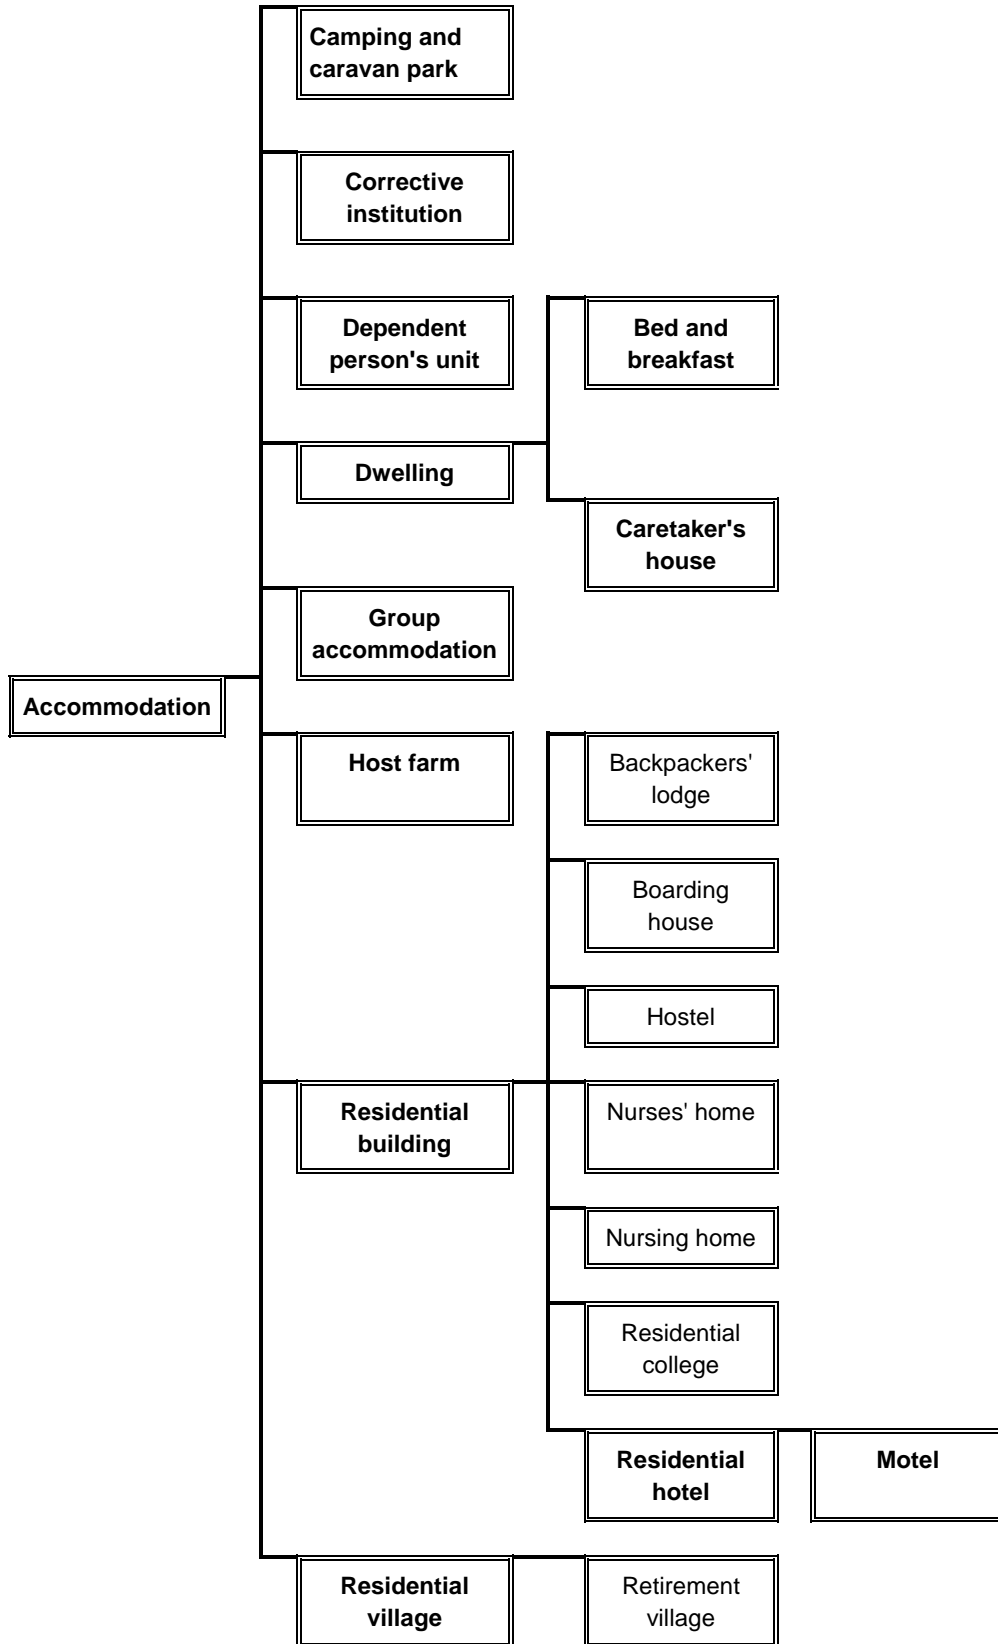 Camping and
caravan park
Corrective
institution
Dependent
person's unit
Bed and
breakfast
Dwelling
Caretaker's
house
Group
accommodation
Accommodation
Host farm
Backpackers'
lodge
Boarding
house
Hostel
Residential
building
Nurses' home
Nursing home
Residential
college
Residential
hotel
Motel
Residential
village
Retirement
village